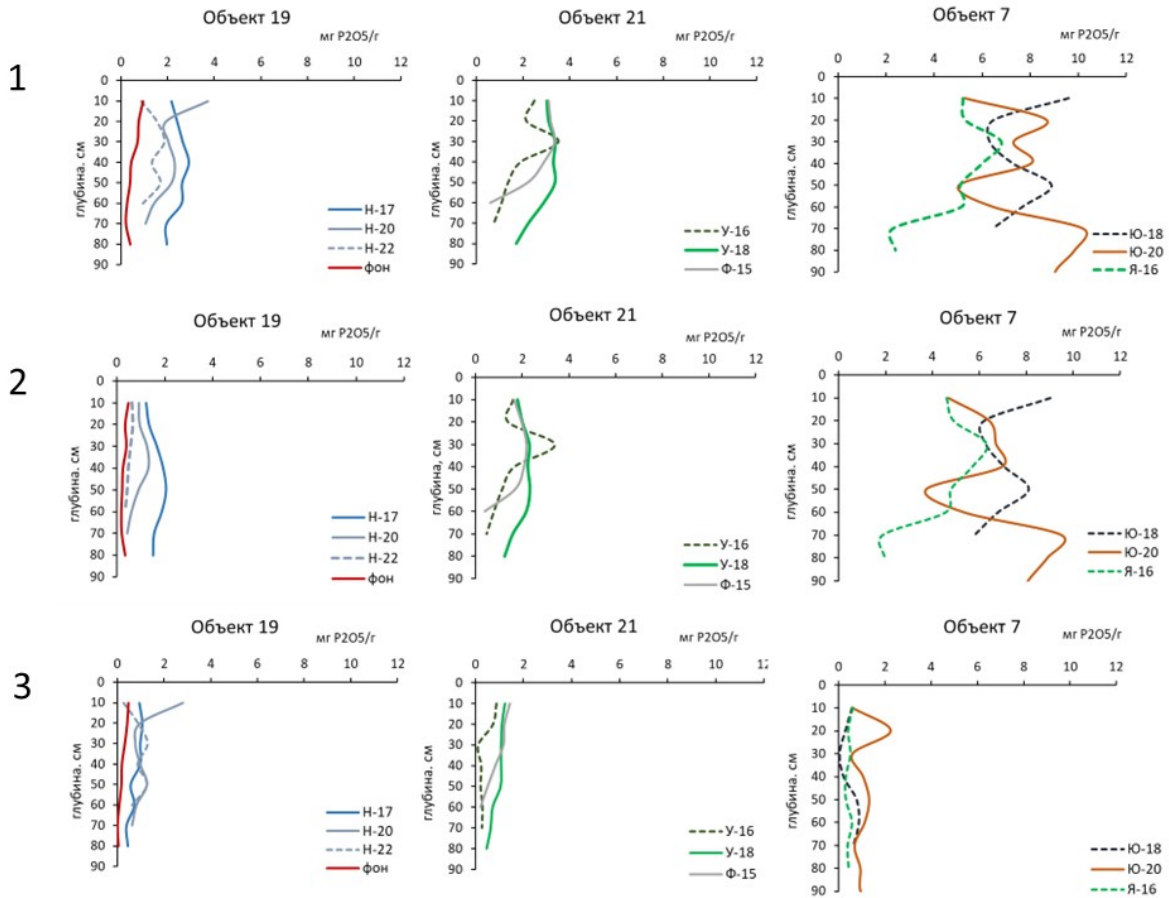 1
Объект 19
мг P2O5/г
0 2 4 6 8 10 12
0
10
20
30
40
50
60
70
80
90
глубина. см
Н-17
Н-20
Н-22
фон
Объект 21
мг P2O5/г
0 2 4 6 8 10 12
0
10
20
30
40
50
60
70
80
90
глубина. см
У-16
У-18
Ф-15
Объект 7
мг P2O5/г
0 2 4 6 8 10 12
0
10
20
30
40
50
60
70
80
90
глубина. см
Ю-18
Ю-20
Я-16
2
Объект 19
мг P2O5/г
0 2 4 6 8 10 12
0
10
20
30
40
50
60
70
80
90
глубина. см
Н-17
Н-20
Н-22
фон
Объект 21
мг P2O5/г
0 2 4 6 8 10 12
0
10
20
30
40
50
60
70
80
90
глубина, см
У-16
У-18
Ф-15
Объект 7
мг P2O5/г
0 2 4 6 8 10 12
0
10
20
30
40
50
60
70
80
90
глубина. см
Ю-18
Ю-20
Я-16
3
Объект 19
мг P2O5/г
0 2 4 6 8 10 12
0
10
20
30
40
50
60
70
80
90
глубина. см
Н-17
Н-20
Н-22
фон
Объект 21
мг P2O5/г
0 2 4 6 8 10 12
0
10
20
30
40
50
60
70
80
90
глубина. см
У-16
У-18
Ф-15
Объект 7
мг P2O5/г
0 2 4 6 8 10 12
0
10
20
30
40
50
60
70
80
90
глубина. см
Ю-18
Ю-20
Я-16